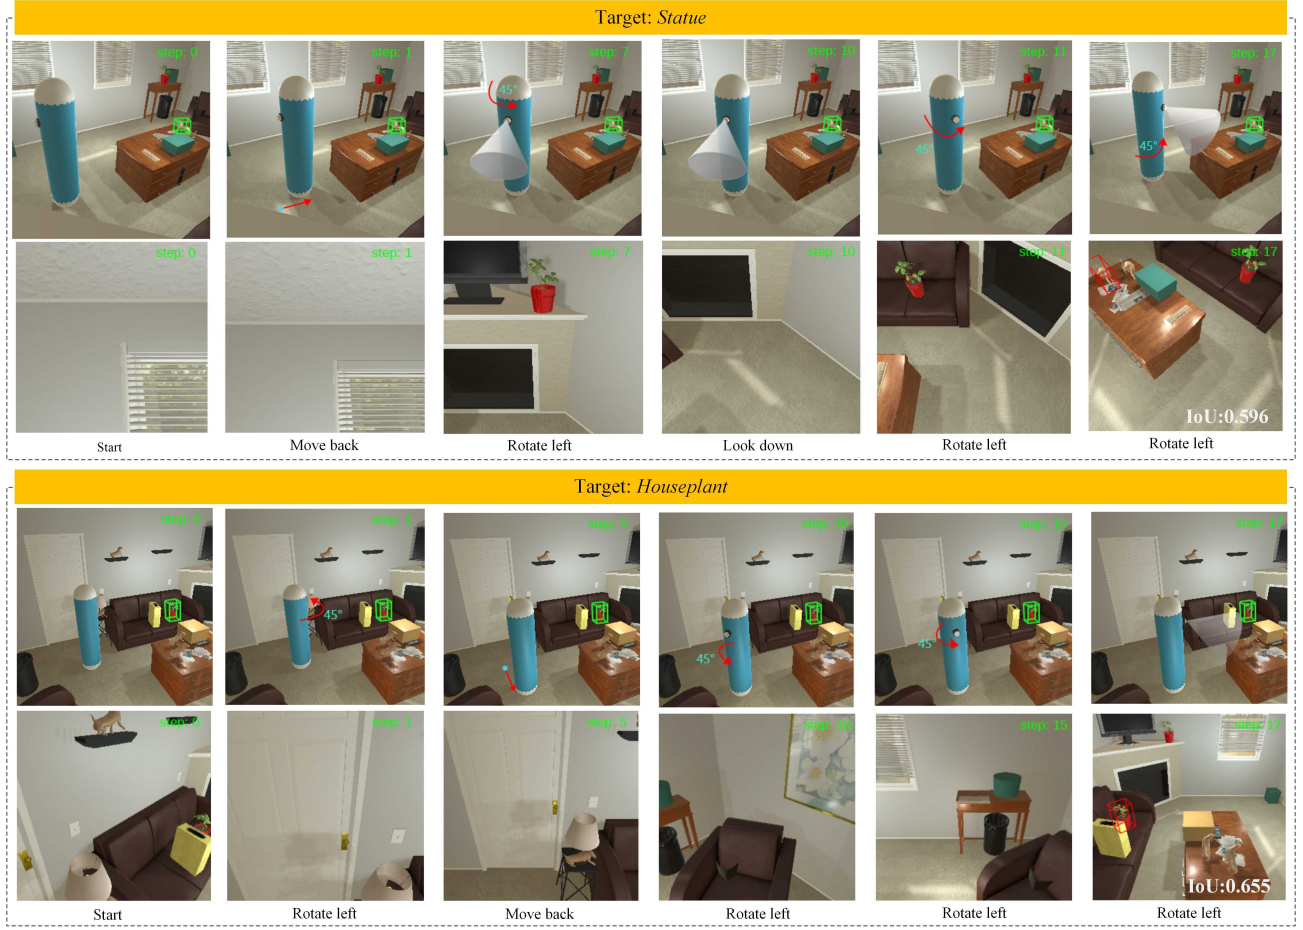 Target: Statue
step: 0
step: 1
step: 7
step: 10
step: 11
step: 17
45°
45°
45°
step: 0
step: 1
step: 7
step: 10
step: 11
step: 17
IoU:0.596
Start
Move back
Rotate left
Look down
Rotate left
Rotate left
Target: Houseplant
step: 0
step: 1
step: 5
step: 10
step: 15
step: 17
45°
45°
45°
step: 0
step: 1
step: 5
step: 10
step: 15
step: 17
IoU:0.655
Start
Rotate left
Move back
Rotate left
Rotate left
Rotate left